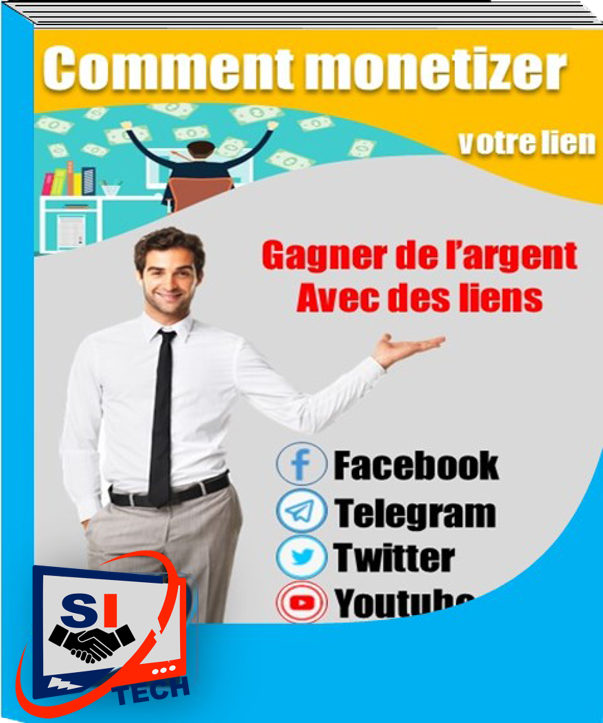 Comment monetizer
votre lien
Gagner de l'argent
Avec des liens
Facebook
Telegram
Twitter
Youtube
SI
TECH